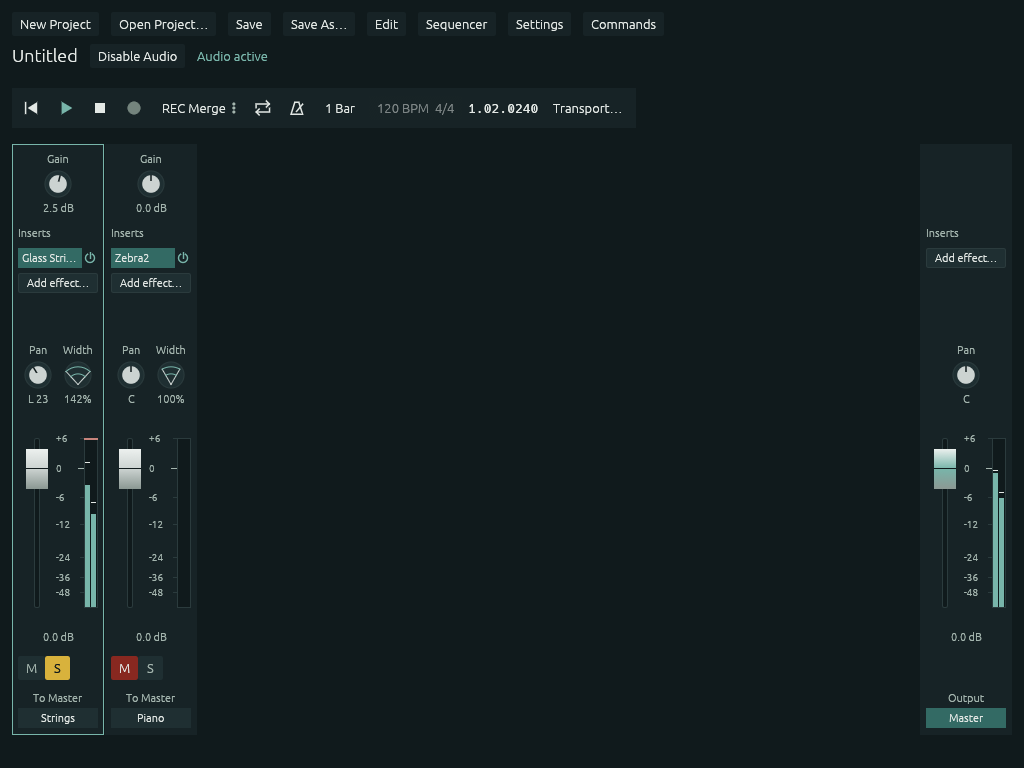 New Project Open Project... Save Save As... Edit Sequencer Settings Commands
Untitled Disable Audio Audio active
REC Merge 1 Bar 120 BPM 4/4 1.02.0240 Transport...
Gain
2.5 dB
Inserts
Glass Stri...
Add effect...
Pan Width
L 23 142%
+6
0
-6
-12
-24
-36
-48
0.0 dB
M S
To Master
Strings
Gain
0.0 dB
Inserts
Zebra2
Add effect...
Pan Width
C 100%
+6
0
-6
-12
-24
-36
-48
0.0 dB
M S
To Master
Piano
Inserts
Add effect...
Pan
C
+6
0
-6
-12
-24
-36
-48
0.0 dB
Output
Master